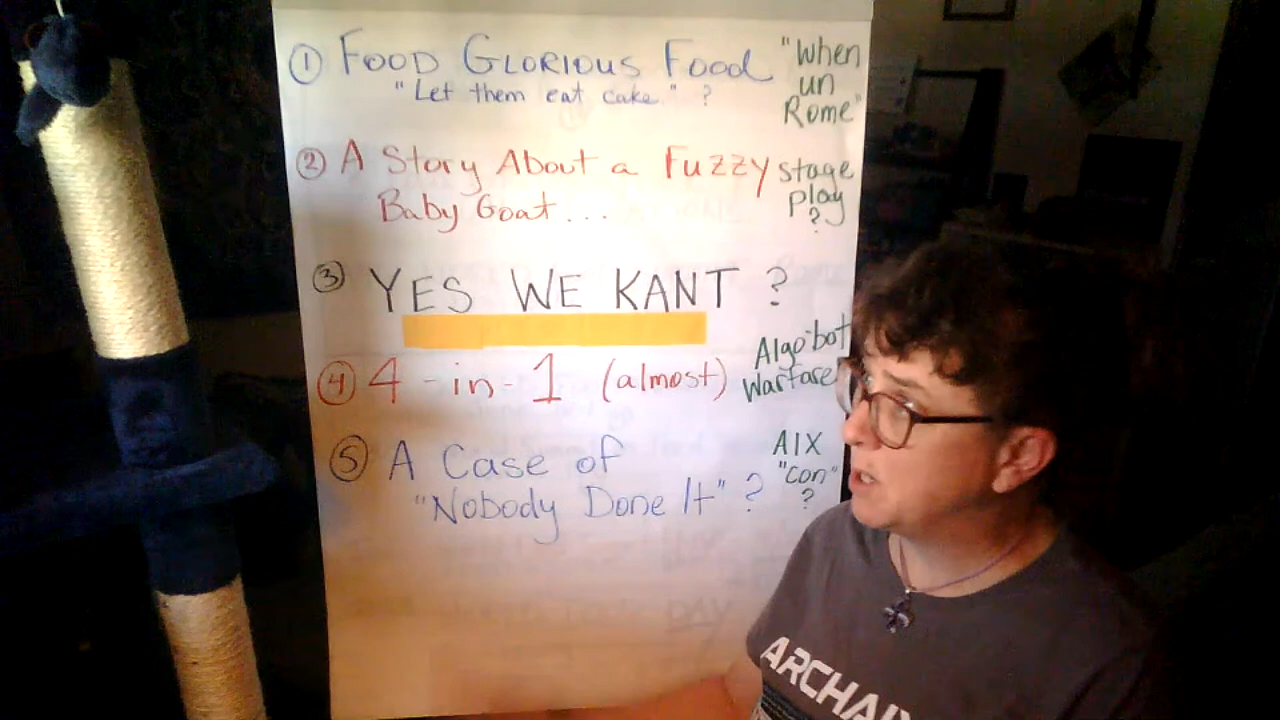 ① FOOD GLORIOUS FOOD
"Let them eat cake" ?
"When
un
Rome"
② A Story About a Fuzzy
Baby Goat...
stage
play
?
③ YES WE KANT ?
④ 4-in-1 (almost)
Algo-bot
Warfare
⑤ A Case of
"Nobody Done It" ?
AIX
"Con"
?